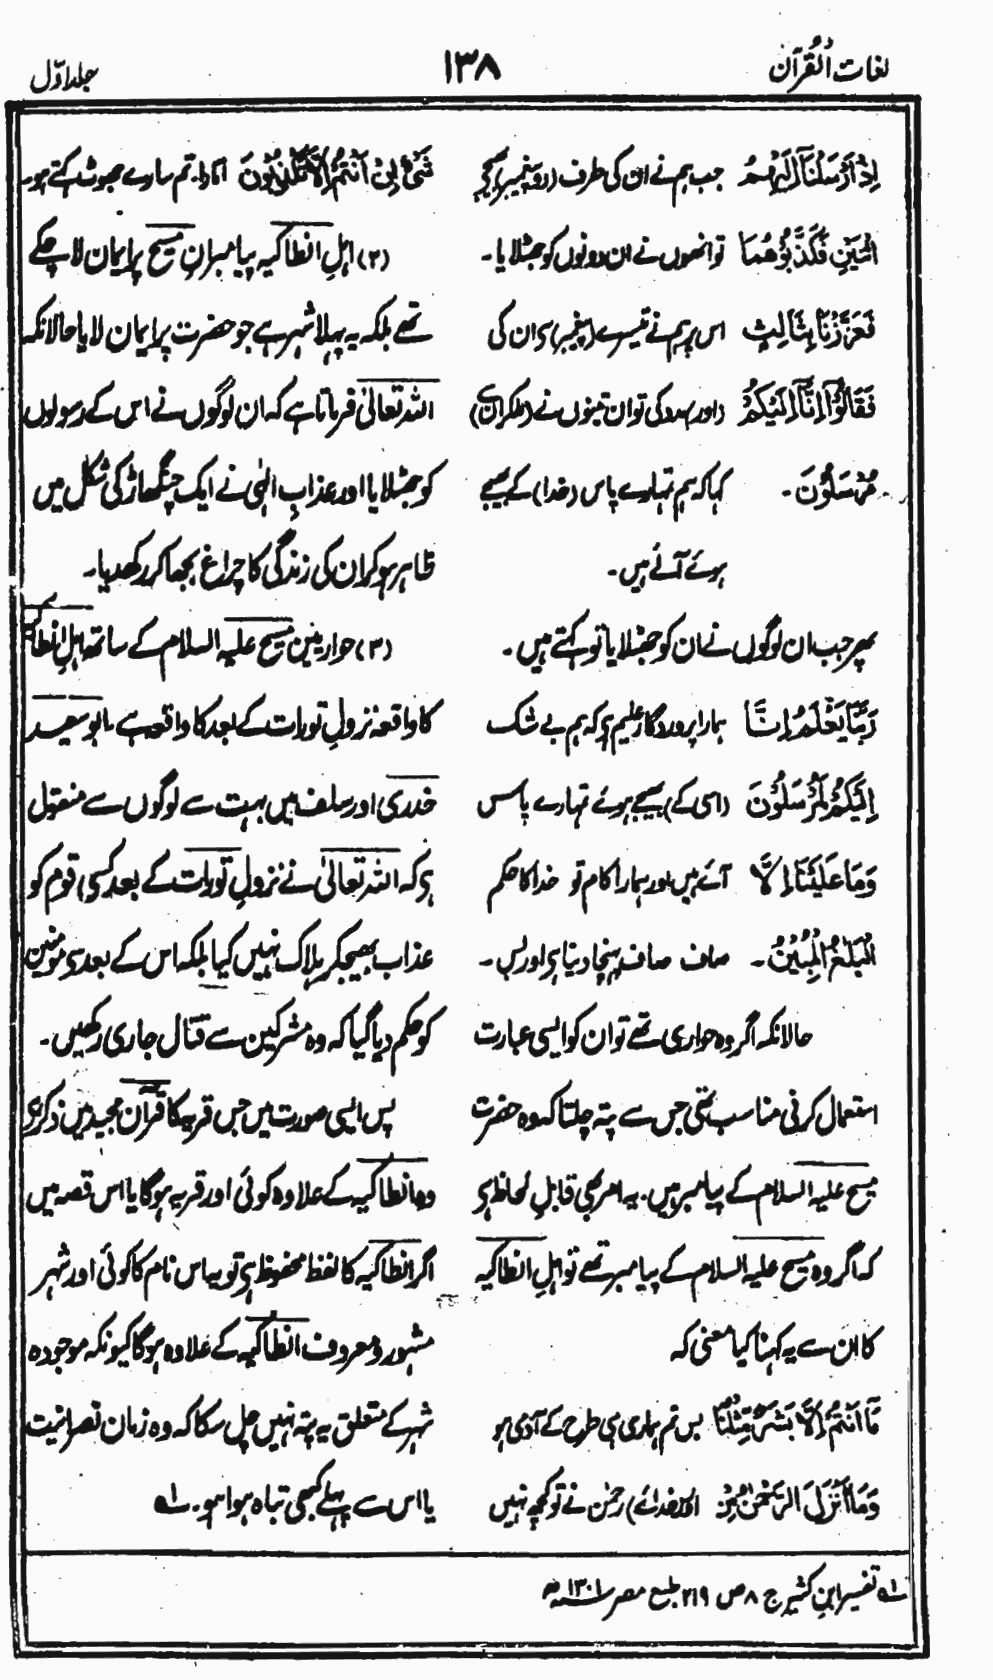 لغات القرآن
۱۳۸
جلد اوّل
اِذْ اَرْسَلْنَآ اِلَيْهِمُ جب ہم نے ان کی طرف (دو پیغمبر) بھیجے
اثْنَيْنِ فَكَذَّبُوْهُمَا تو انھوں نے ان دونوں کو جھٹلایا۔
فَعَزَّزْنَا بِثَالِثٍ اس پر ہم نے تیسرے (پیغمبر) سے ان کی
فَقَالُوْٓا اِنَّآ اِلَيْكُمْ (اور) مدد کی تو ان تینوں نے (ملکر ان سے)
مُّرْسَلُوْنَ۔ کہا کہ ہم تمہارے پاس (خدا) کے بھیجے
ہوئے آئے ہیں۔
پھر جب ان لوگوں نے ان کو جھٹلایا تو کہتے ہیں۔
رَبُّنَا يَعْلَمُ اِنَّآ ہمارا پروردگار علیم ہے کہ ہم بے شک
اِلَيْكُمْ لَمُرْسَلُوْنَ (اسی کے) بھیجے ہوئے تمہارے پاس
وَمَا عَلَيْنَآ اِلَّا آئے ہیں اور ہمارا کام تو خدا کا حکم
الْبَلٰغُ الْمُبِيْنُ۔ صاف صاف پہنچا دینا ہے اور بس۔
حالانکہ اگر وہ حواری تھے تو ان کو ایسی عبارت
استعمال کرنی مناسب تھی جس سے پتہ چلتا کہ وہ حضرت
مسیح علیہ السلام کے پیامبر ہیں۔ یہ امر بھی قابلِ لحاظ ہے
کہ اگر وہ مسیح علیہ السلام کے پیامبر تھے تو اہلِ انطاکیہ
کا ان سے یہ کہنا کیا معنی کہ
مَآ اَنْتُمْ اِلَّا بَشَرٌ مِّثْلُنَا بس تم ہماری ہی طرح کے آدمی ہو
وَمَآ اَنْزَلَ الرَّحْمٰنُ مِنْ اور (خدائے) رحمٰن نے تو کچھ نہیں
شَیْءٍ اِنْ اَنْتُمْ اِلَّا تَكْذِبُوْنَ اتارا۔ تم سارے جھوٹ کہتے ہو۔
(۲) اہلِ انطاکیہ پیامبرانِ مسیح پر ایمان لا چکے
تھے بلکہ یہ پہلا شہر ہے جو حضرت پر ایمان لایا حالانکہ
اللہ تعالیٰ فرماتا ہے کہ ان لوگوں نے اس کے رسولوں
کو جھٹلایا اور عذابِ الٰہی نے ایک چنگھاڑ کی شکل میں
ظاہر ہو کر ان کی زندگی کا چراغ بجھا کر رکھ دیا۔
(۳) حواریین مسیح علیہ السلام کے ساتھ اہلِ انطاکیہ
کا واقعہ نزولِ تورات کے بعد کا واقعہ ہے ۔ ابو سعید
خدری اور سلف میں بہت سے لوگوں سے منقول
ہے کہ اللہ تعالیٰ نے نزولِ تورات کے بعد کسی قوم کو
عذاب بھیجکر ہلاک نہیں کیا بلکہ اس کے بعد سے مومنین
کو حکم دیا گیا کہ وہ مشرکین سے قتال جاری رکھیں۔
پس ایسی صورت میں جس قریہ کا قرآن مجید میں ذکر ہے
وہ انطاکیہ کے علاوہ کوئی اور قریہ ہوگا یا اس قصہ میں
اگر انطاکیہ کا لفظ محفوظ ہے تو یہ اس نام کا کوئی اور شہر
مشہور و معروف انطاکیہ کے علاوہ ہوگا کیونکہ موجودہ
شہر کے متعلق یہ پتہ نہیں چل سکا کہ وہ زمان نصرانیت
یا اس سے پہلے کبھی تباہ ہوا ہو۔ لہ
لہ تفسیر ابنِ کثیر ج ۸ ص ۲۱۹ طبع مصر ۱۳۰۱ھ